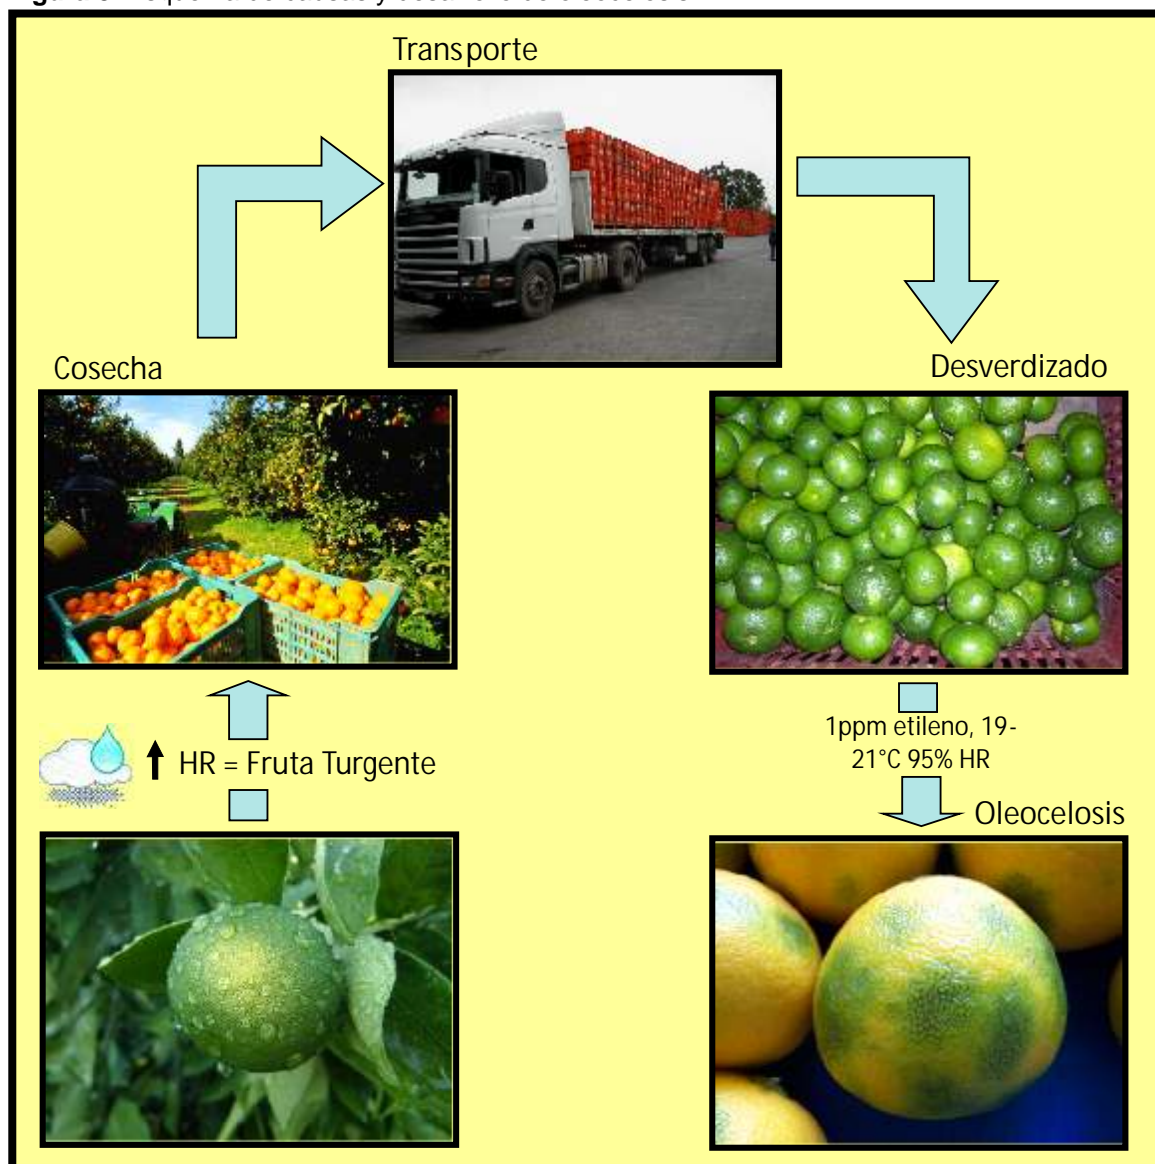 Transporte
Cosecha
Desverdizado
HR = Fruta Turgente
1ppm etileno, 19-
21°C 95% HR
Oleocelosis